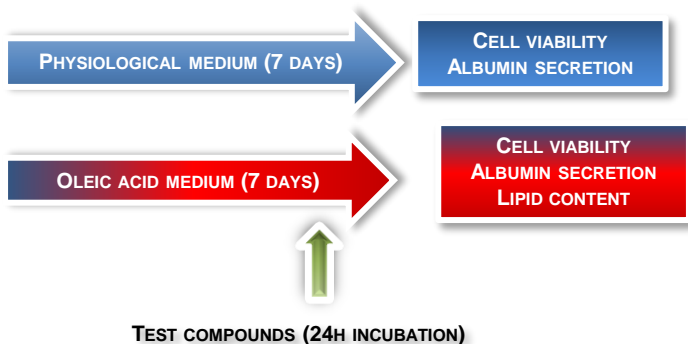 PHYSIOLOGICAL MEDIUM (7 DAYS)
CELL VIABILITY
ALBUMIN SECRETION
OLEIC ACID MEDIUM (7 DAYS)
CELL VIABILITY
ALBUMIN SECRETION
LIPID CONTENT
TEST COMPOUNDS (24H INCUBATION)